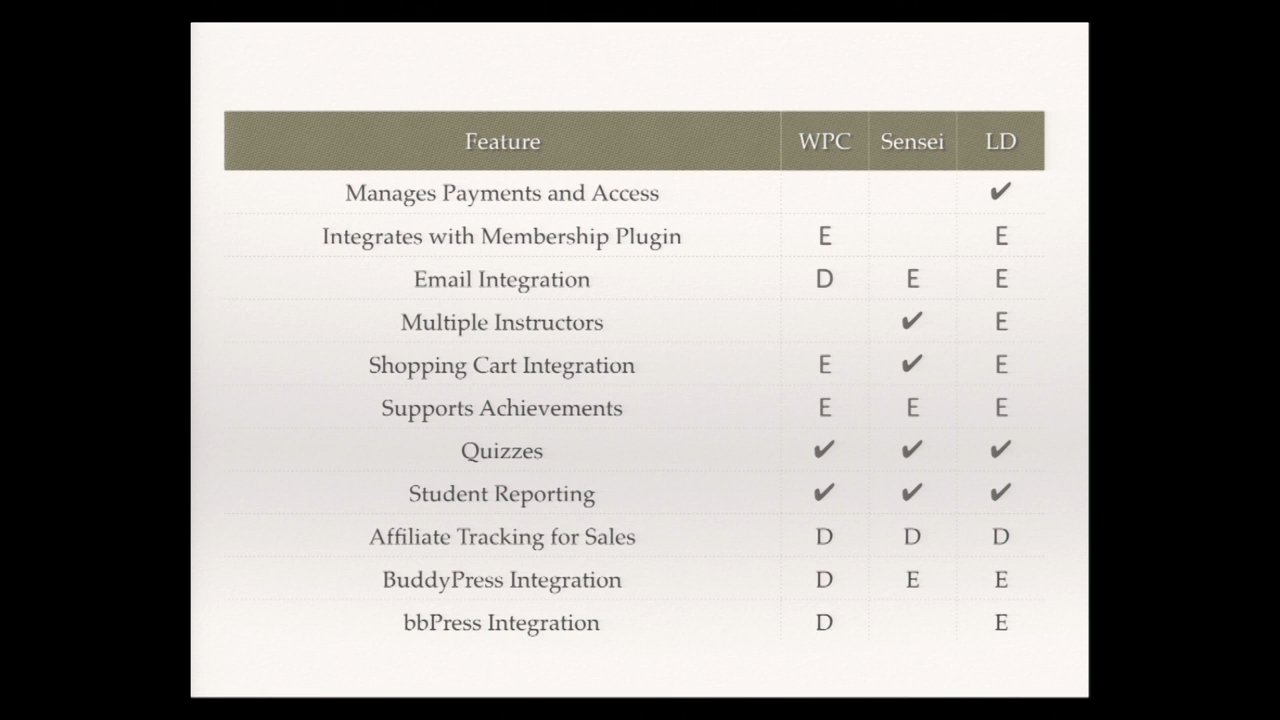 Feature WPC Sensei LD
Manages Payments and Access ✔
Integrates with Membership Plugin E E
Email Integration D E E
Multiple Instructors ✔ E
Shopping Cart Integration E ✔ E
Supports Achievements E E E
Quizzes ✔ ✔ ✔
Student Reporting ✔ ✔ ✔
Affiliate Tracking for Sales D D D
BuddyPress Integration D E E
bbPress Integration D E